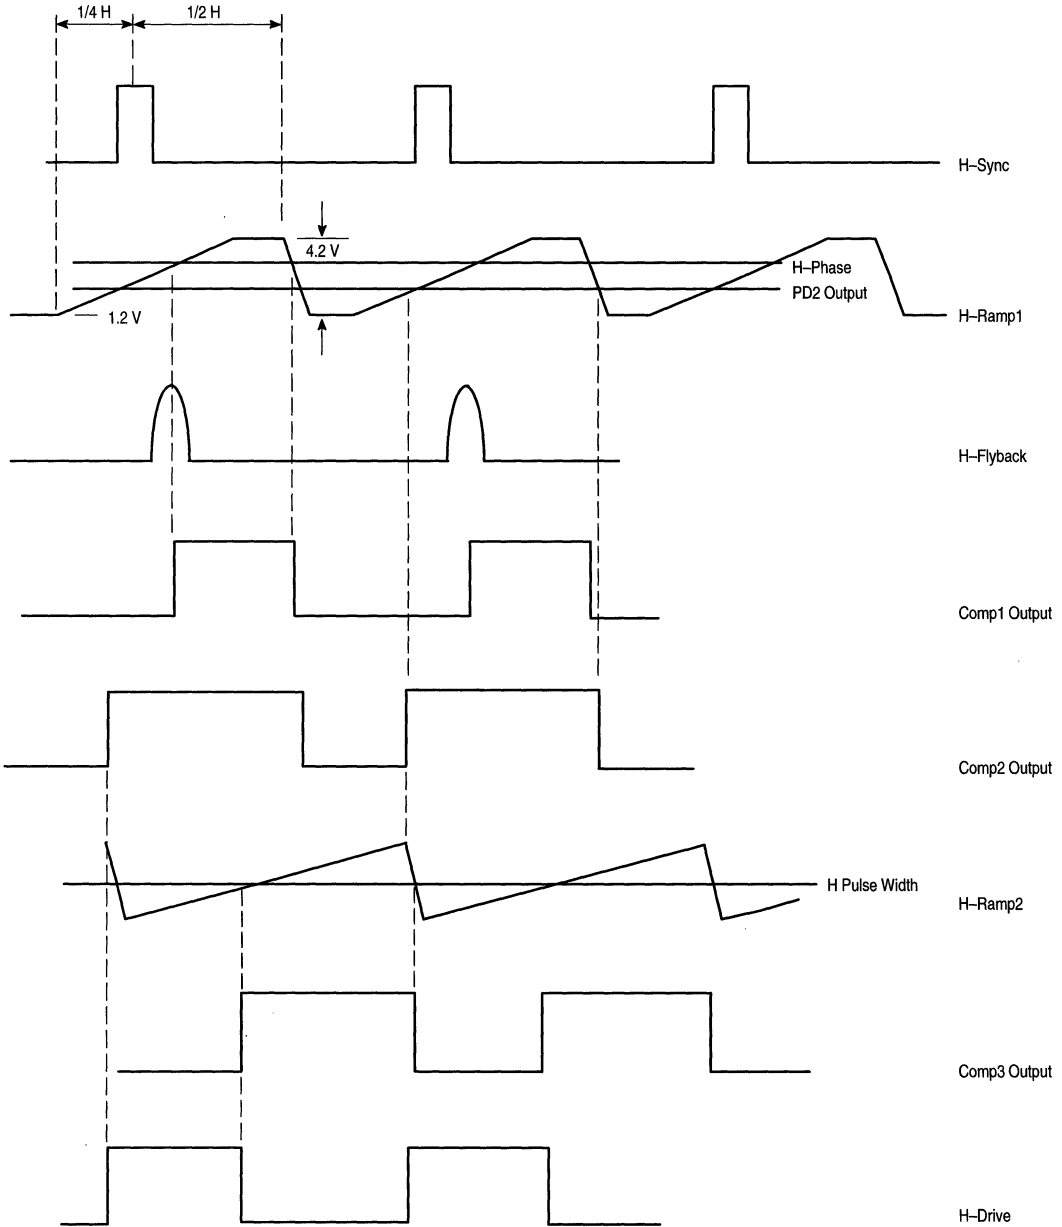 1/4 H
1/2 H
H–Sync
4.2 V
H–Phase
PD2 Output
1.2 V
H–Ramp1
H–Flyback
Comp1 Output
Comp2 Output
H Pulse Width
H–Ramp2
Comp3 Output
H–Drive